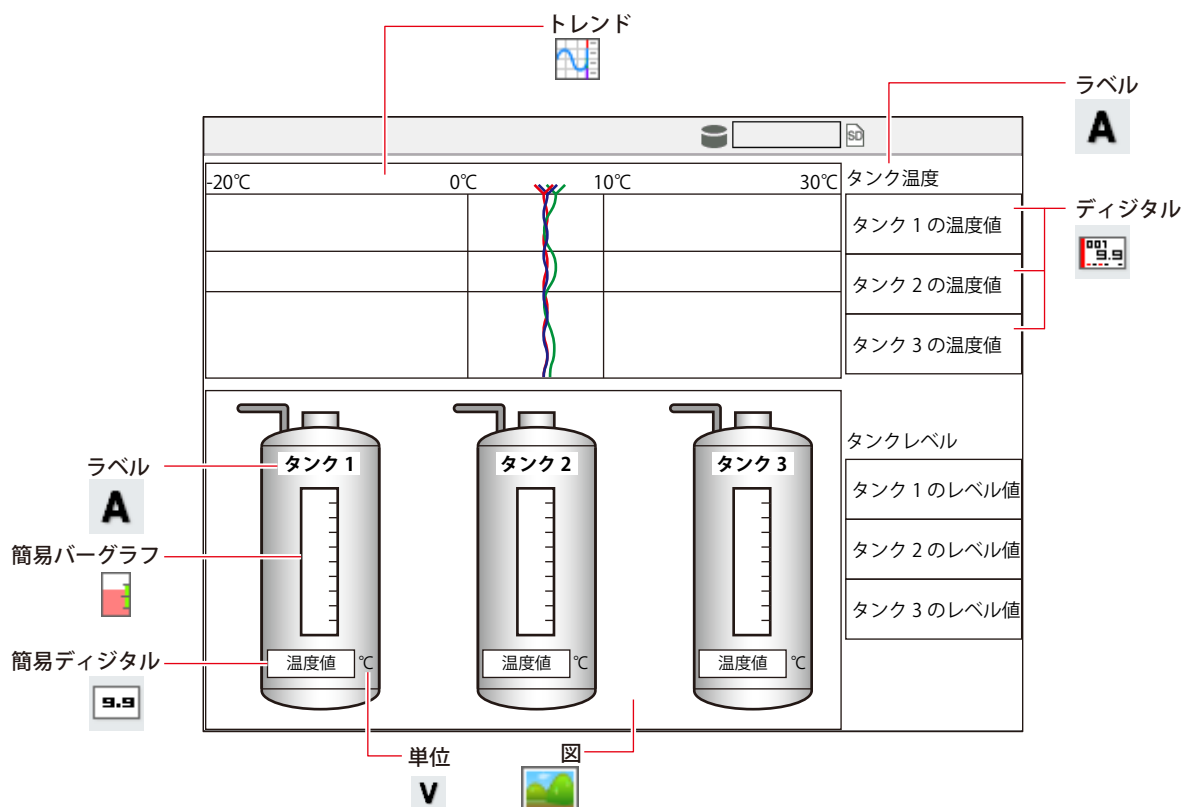 トレンド
ラベル
A
SD
-20℃ 0℃ 10℃ 30℃
タンク温度
ディジタル
001
9.9
タンク 1 の温度値
タンク 2 の温度値
タンク 3 の温度値
タンクレベル
タンク 1 のレベル値
タンク 2 のレベル値
タンク 3 のレベル値
タンク 1 タンク 2 タンク 3
ラベル
A
簡易バーグラフ
簡易ディジタル
9.9
温度値 ℃ 温度値 ℃ 温度値 ℃
単位
V
図